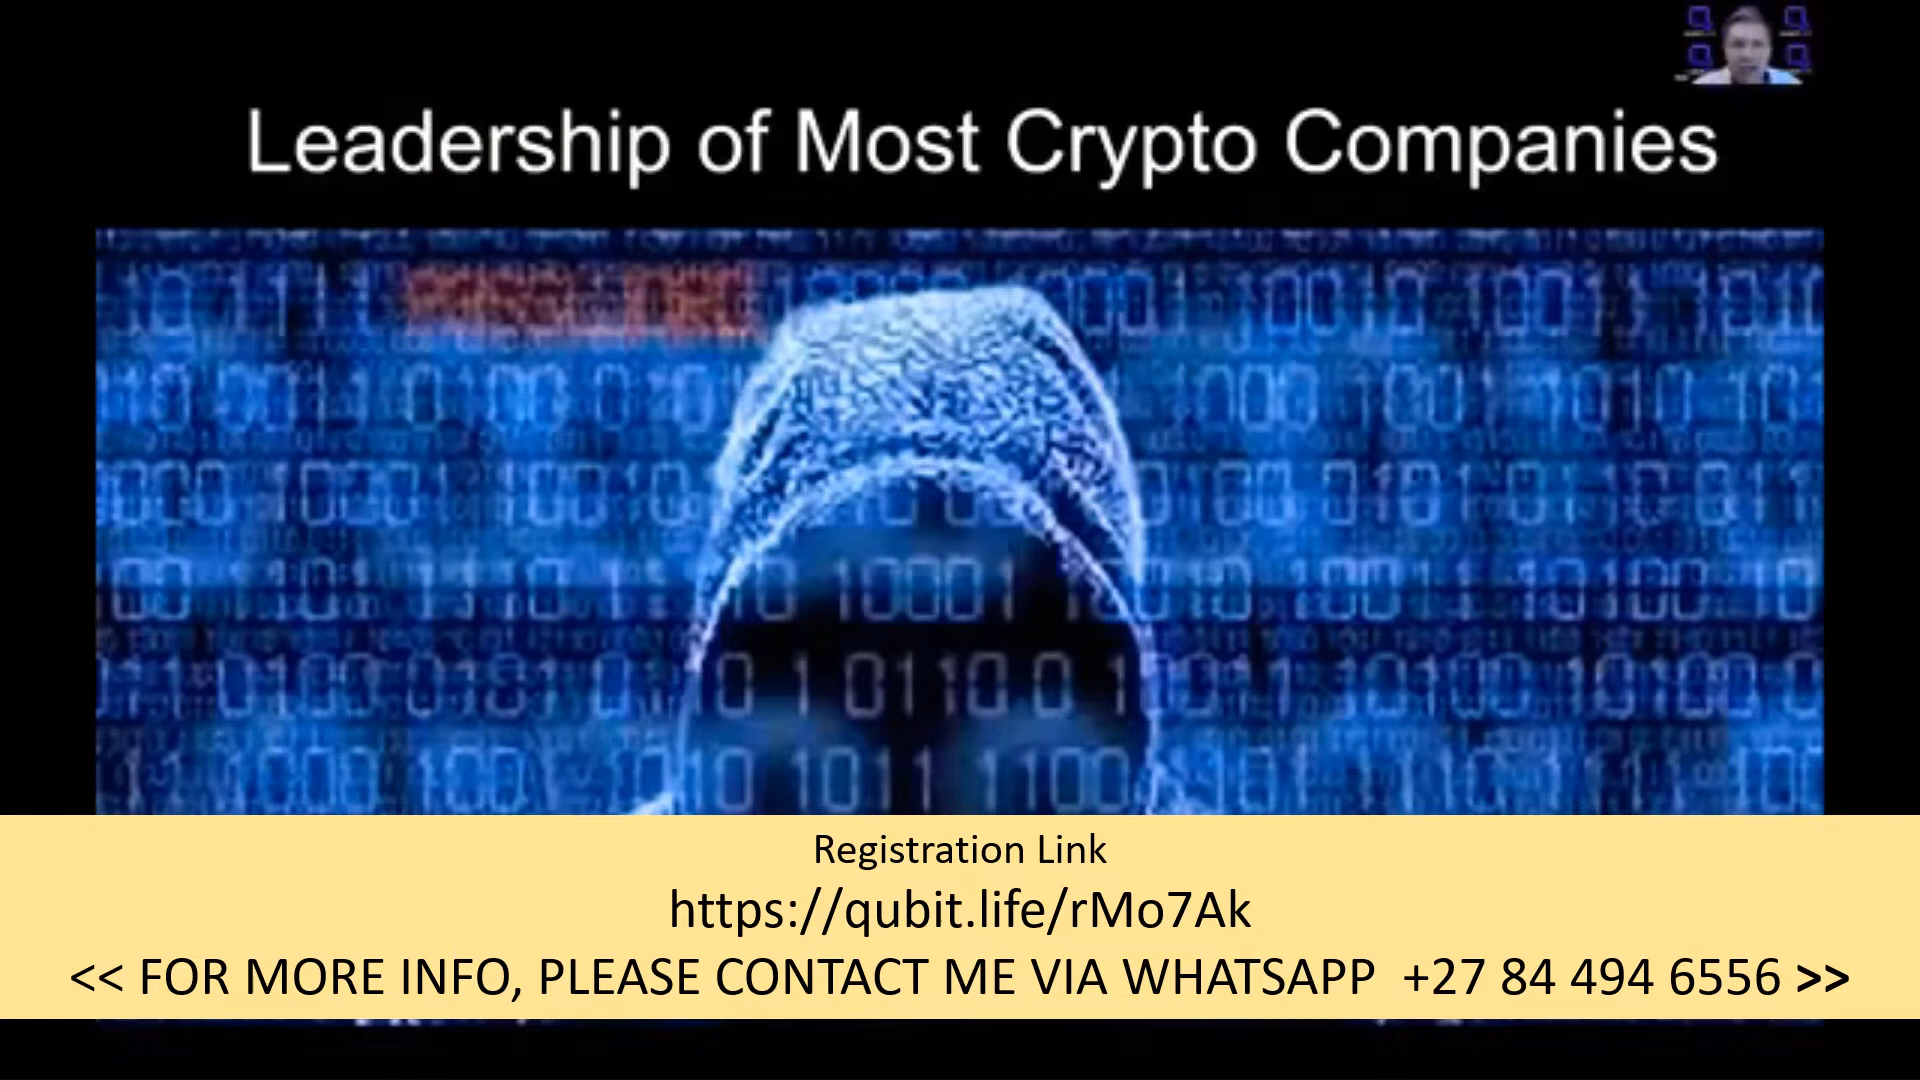 Leadership of Most Crypto Companies
Registration Link
https://qubit.life/rMo7Ak
<< FOR MORE INFO, PLEASE CONTACT ME VIA WHATSAPP +27 84 494 6556 >>